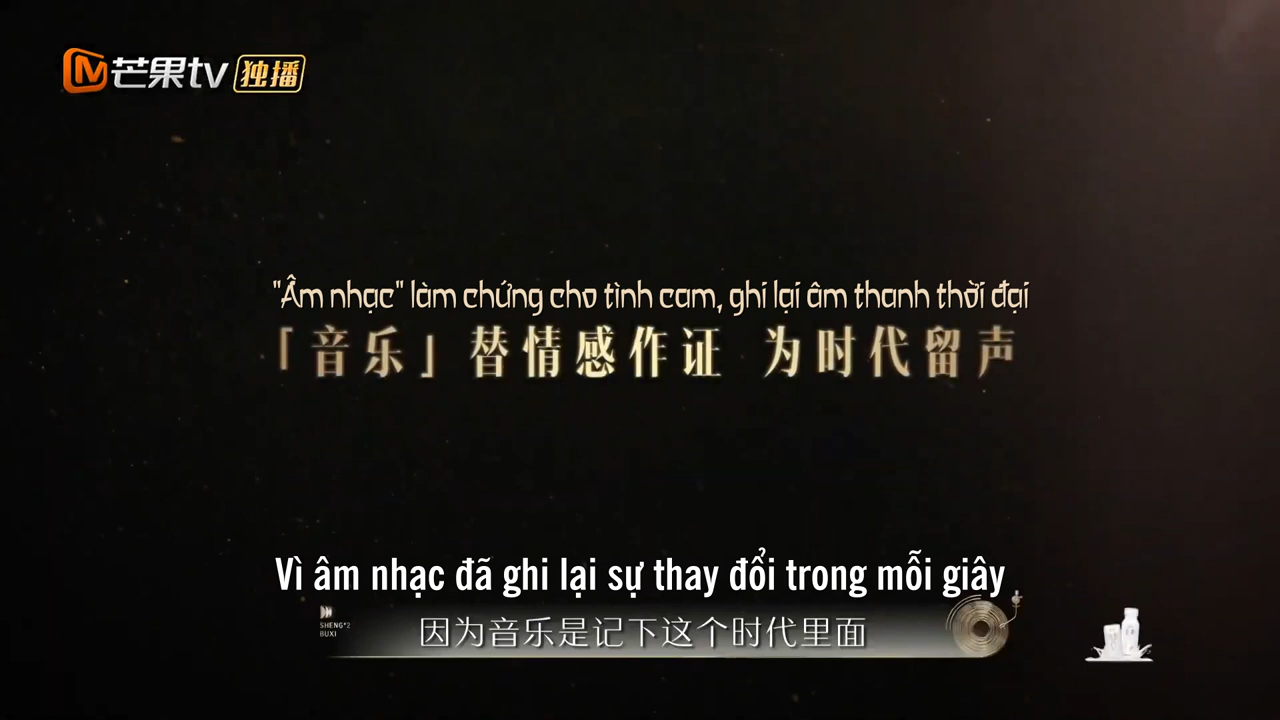 芒果tv 独播
"Âm nhạc" làm chứng cho tình cam, ghi lại âm thanh thời đại
「音乐」替情感作证 为时代留声
Vì âm nhạc đã ghi lại sự thay đổi trong mỗi giây
SHENG*2
BUXI
因为音乐是记下这个时代里面